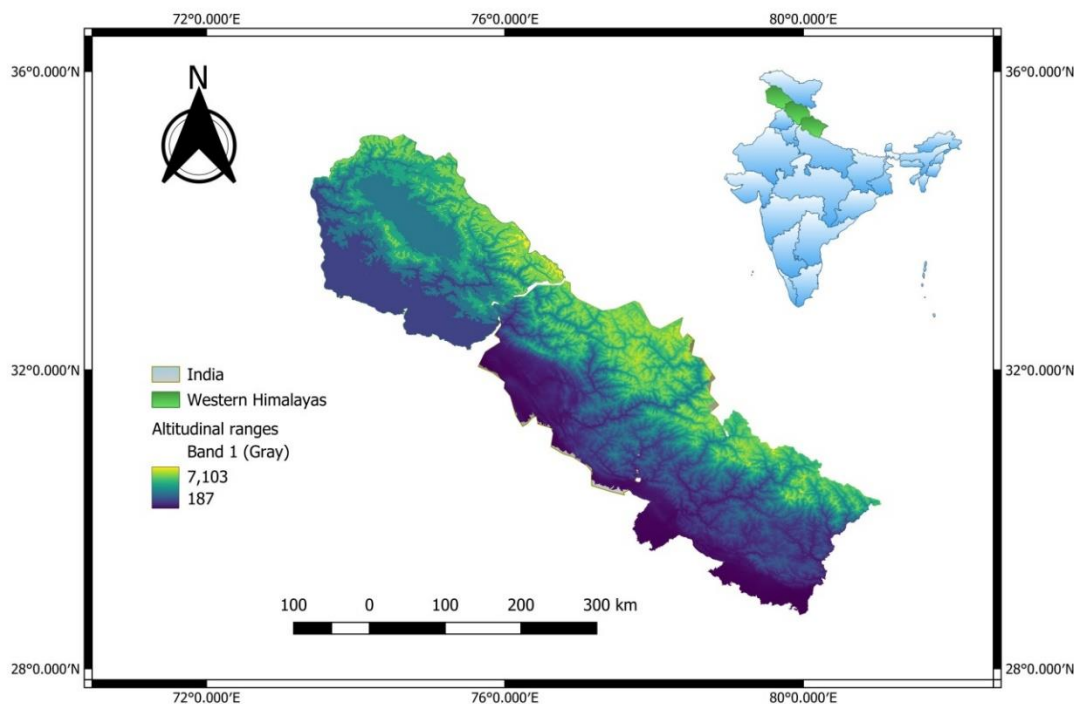 72°0.000′E 76°0.000′E 80°0.000′E
36°0.000′N 36°0.000′N
N
32°0.000′N 32°0.000′N
India
Western Himalayas
Altitudinal ranges
Band 1 (Gray)
7,103
187
100 0 100 200 300 km
28°0.000′N 28°0.000′N
72°0.000′E 76°0.000′E 80°0.000′E